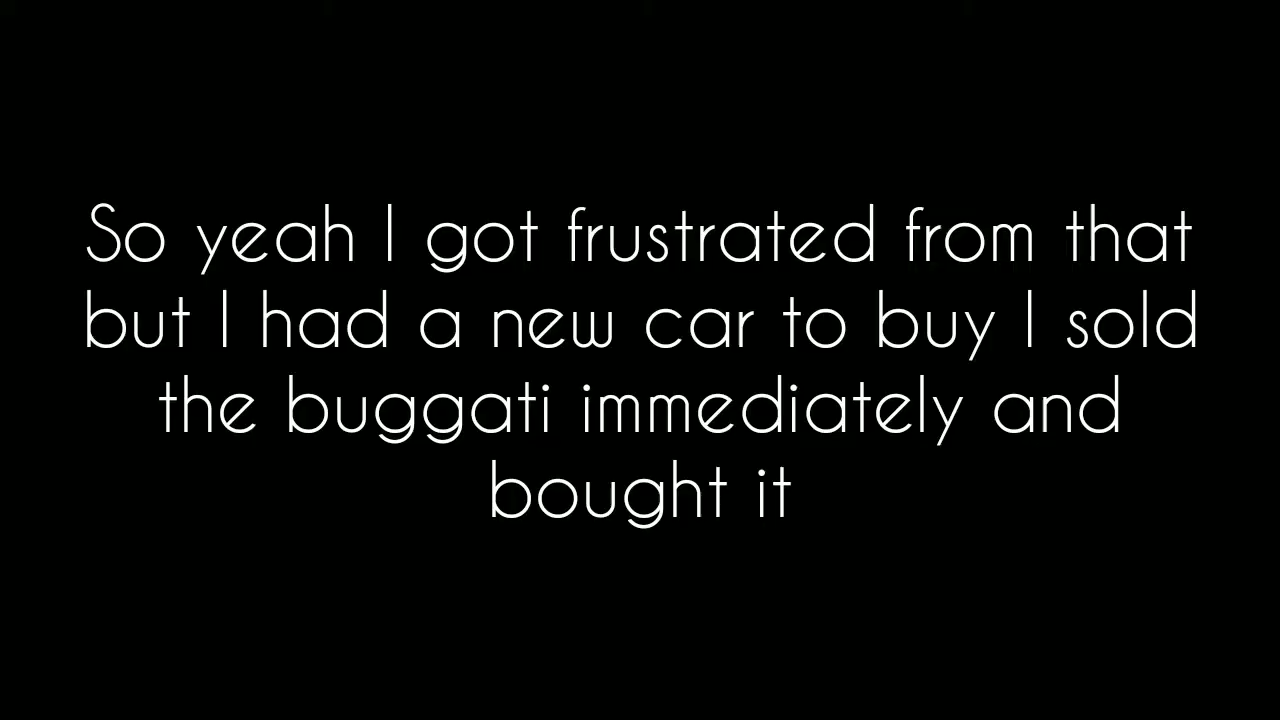 So yeah I got frustrated from that
but I had a new car to buy I sold
the buggati immediately and
bought it